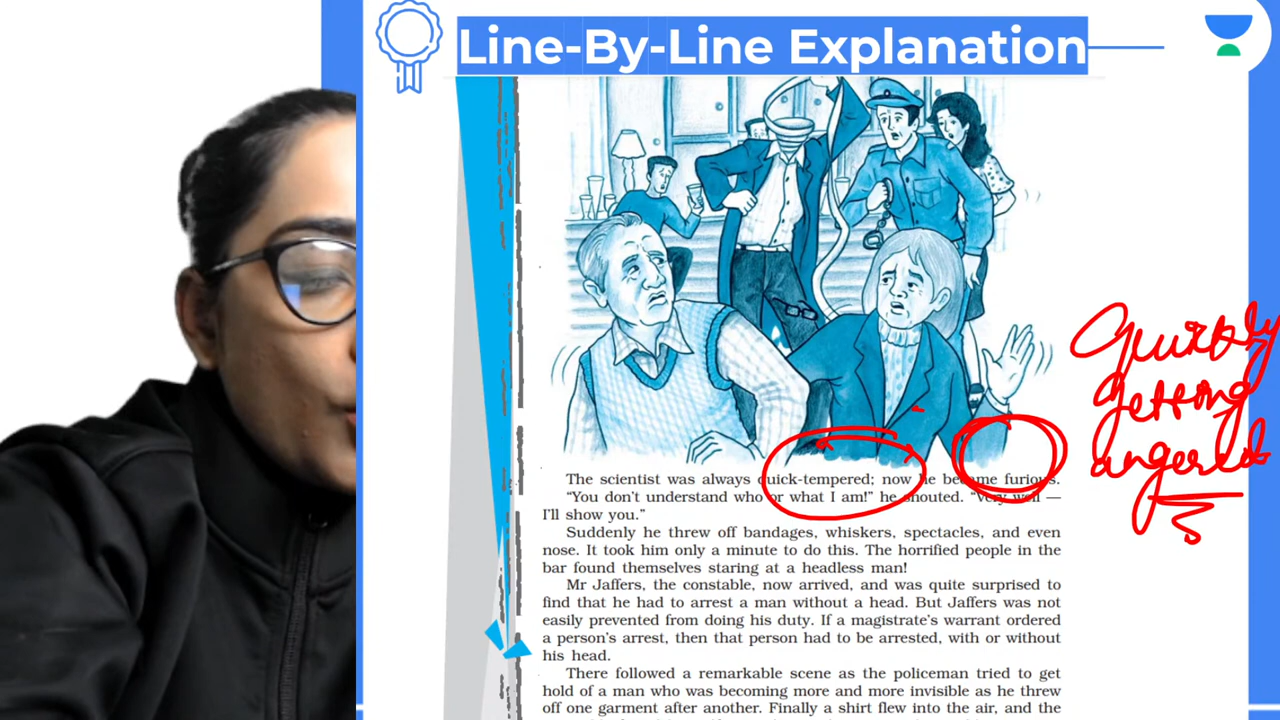 Line-By-Line Explanation
Quickly
getting
angered
The scientist was always quick-tempered; now he became furious.
“You don’t understand who or what I am!” he shouted. “Very well —
I’ll show you.”
Suddenly he threw off bandages, whiskers, spectacles, and even
nose. It took him only a minute to do this. The horrified people in the
bar found themselves staring at a headless man!
Mr Jaffers, the constable, now arrived, and was quite surprised to
find that he had to arrest a man without a head. But Jaffers was not
easily prevented from doing his duty. If a magistrate’s warrant ordered
a person’s arrest, then that person had to be arrested, with or without
his head.
There followed a remarkable scene as the policeman tried to get
hold of a man who was becoming more and more invisible as he threw
off one garment after another. Finally a shirt flew into the air, and the